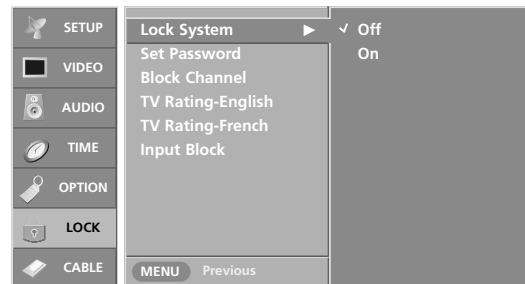 SETUP
VIDEO
AUDIO
TIME
OPTION
LOCK
CABLE
Lock System
Set Password
Block Channel
TV Rating-English
TV Rating-French
Input Block
MENU Previous
Off
On